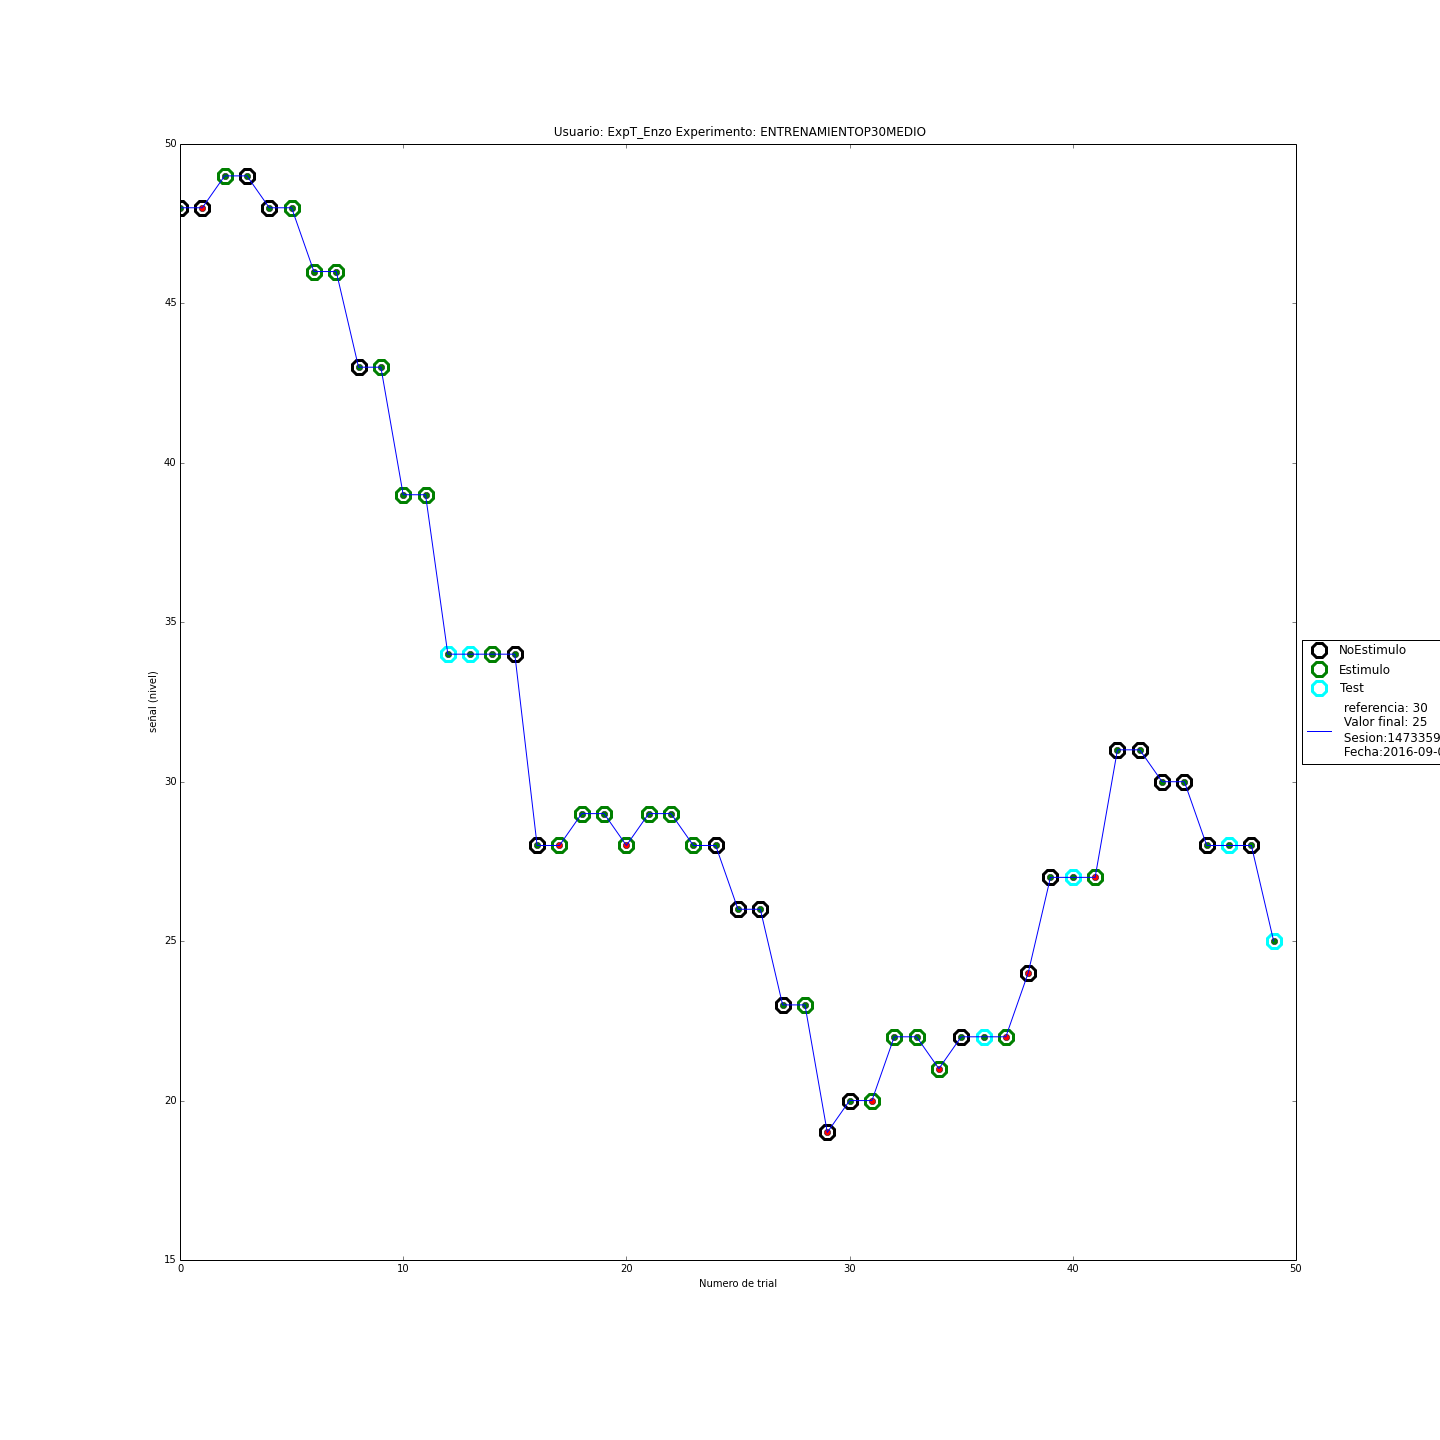 Usuario: ExpT_Enzo Experimento: ENTRENAMIENTOP30MEDIO
50
45
40
35
30
25
20
15
señal (nivel)
0 10 20 30 40 50
Numero de trial
NoEstimulo
Estimulo
Test
referencia: 30
Valor final: 25
Sesion:1473359
Fecha:2016-09-0